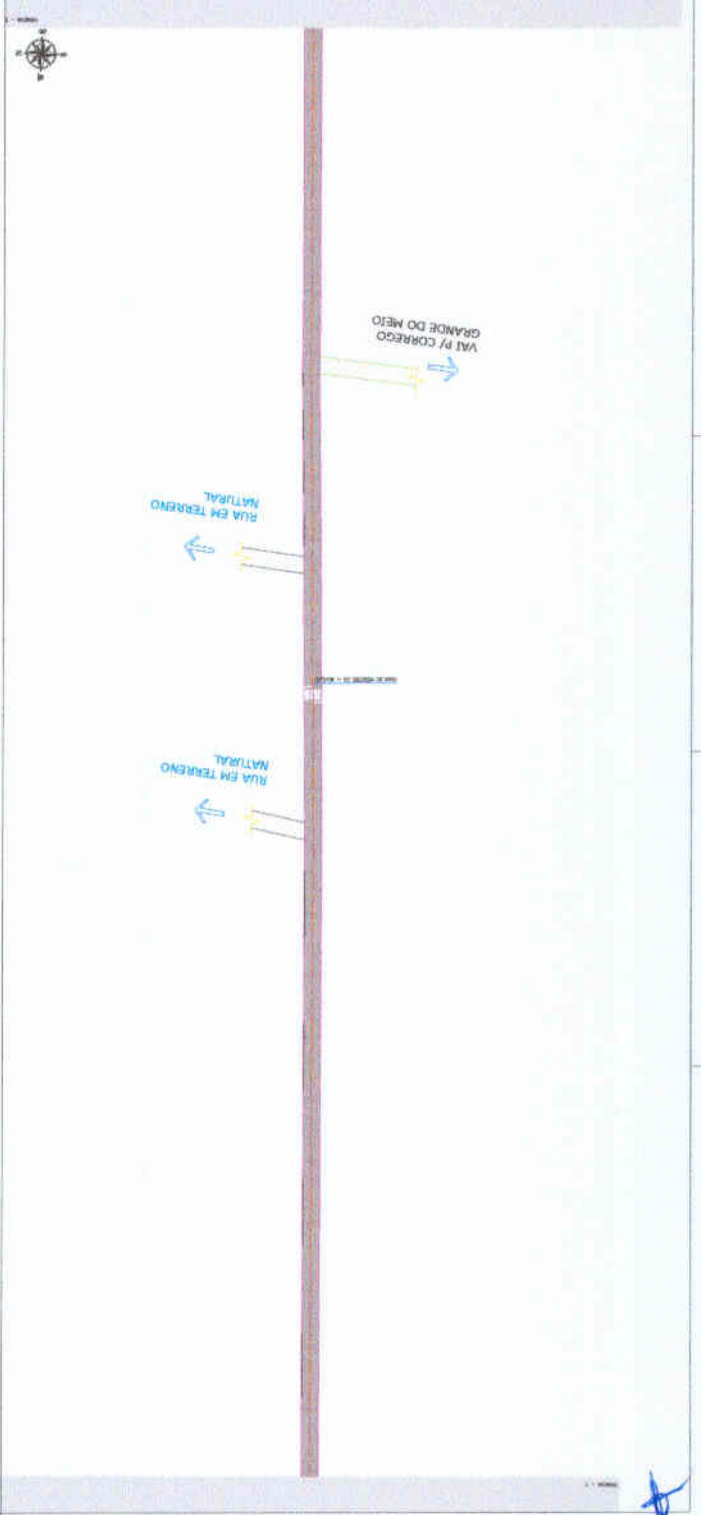 VAI P/ CORREGO
GRANDE DO MEIO
RUA EM TERRENO
NATURAL
RUA EM TERRENO
NATURAL